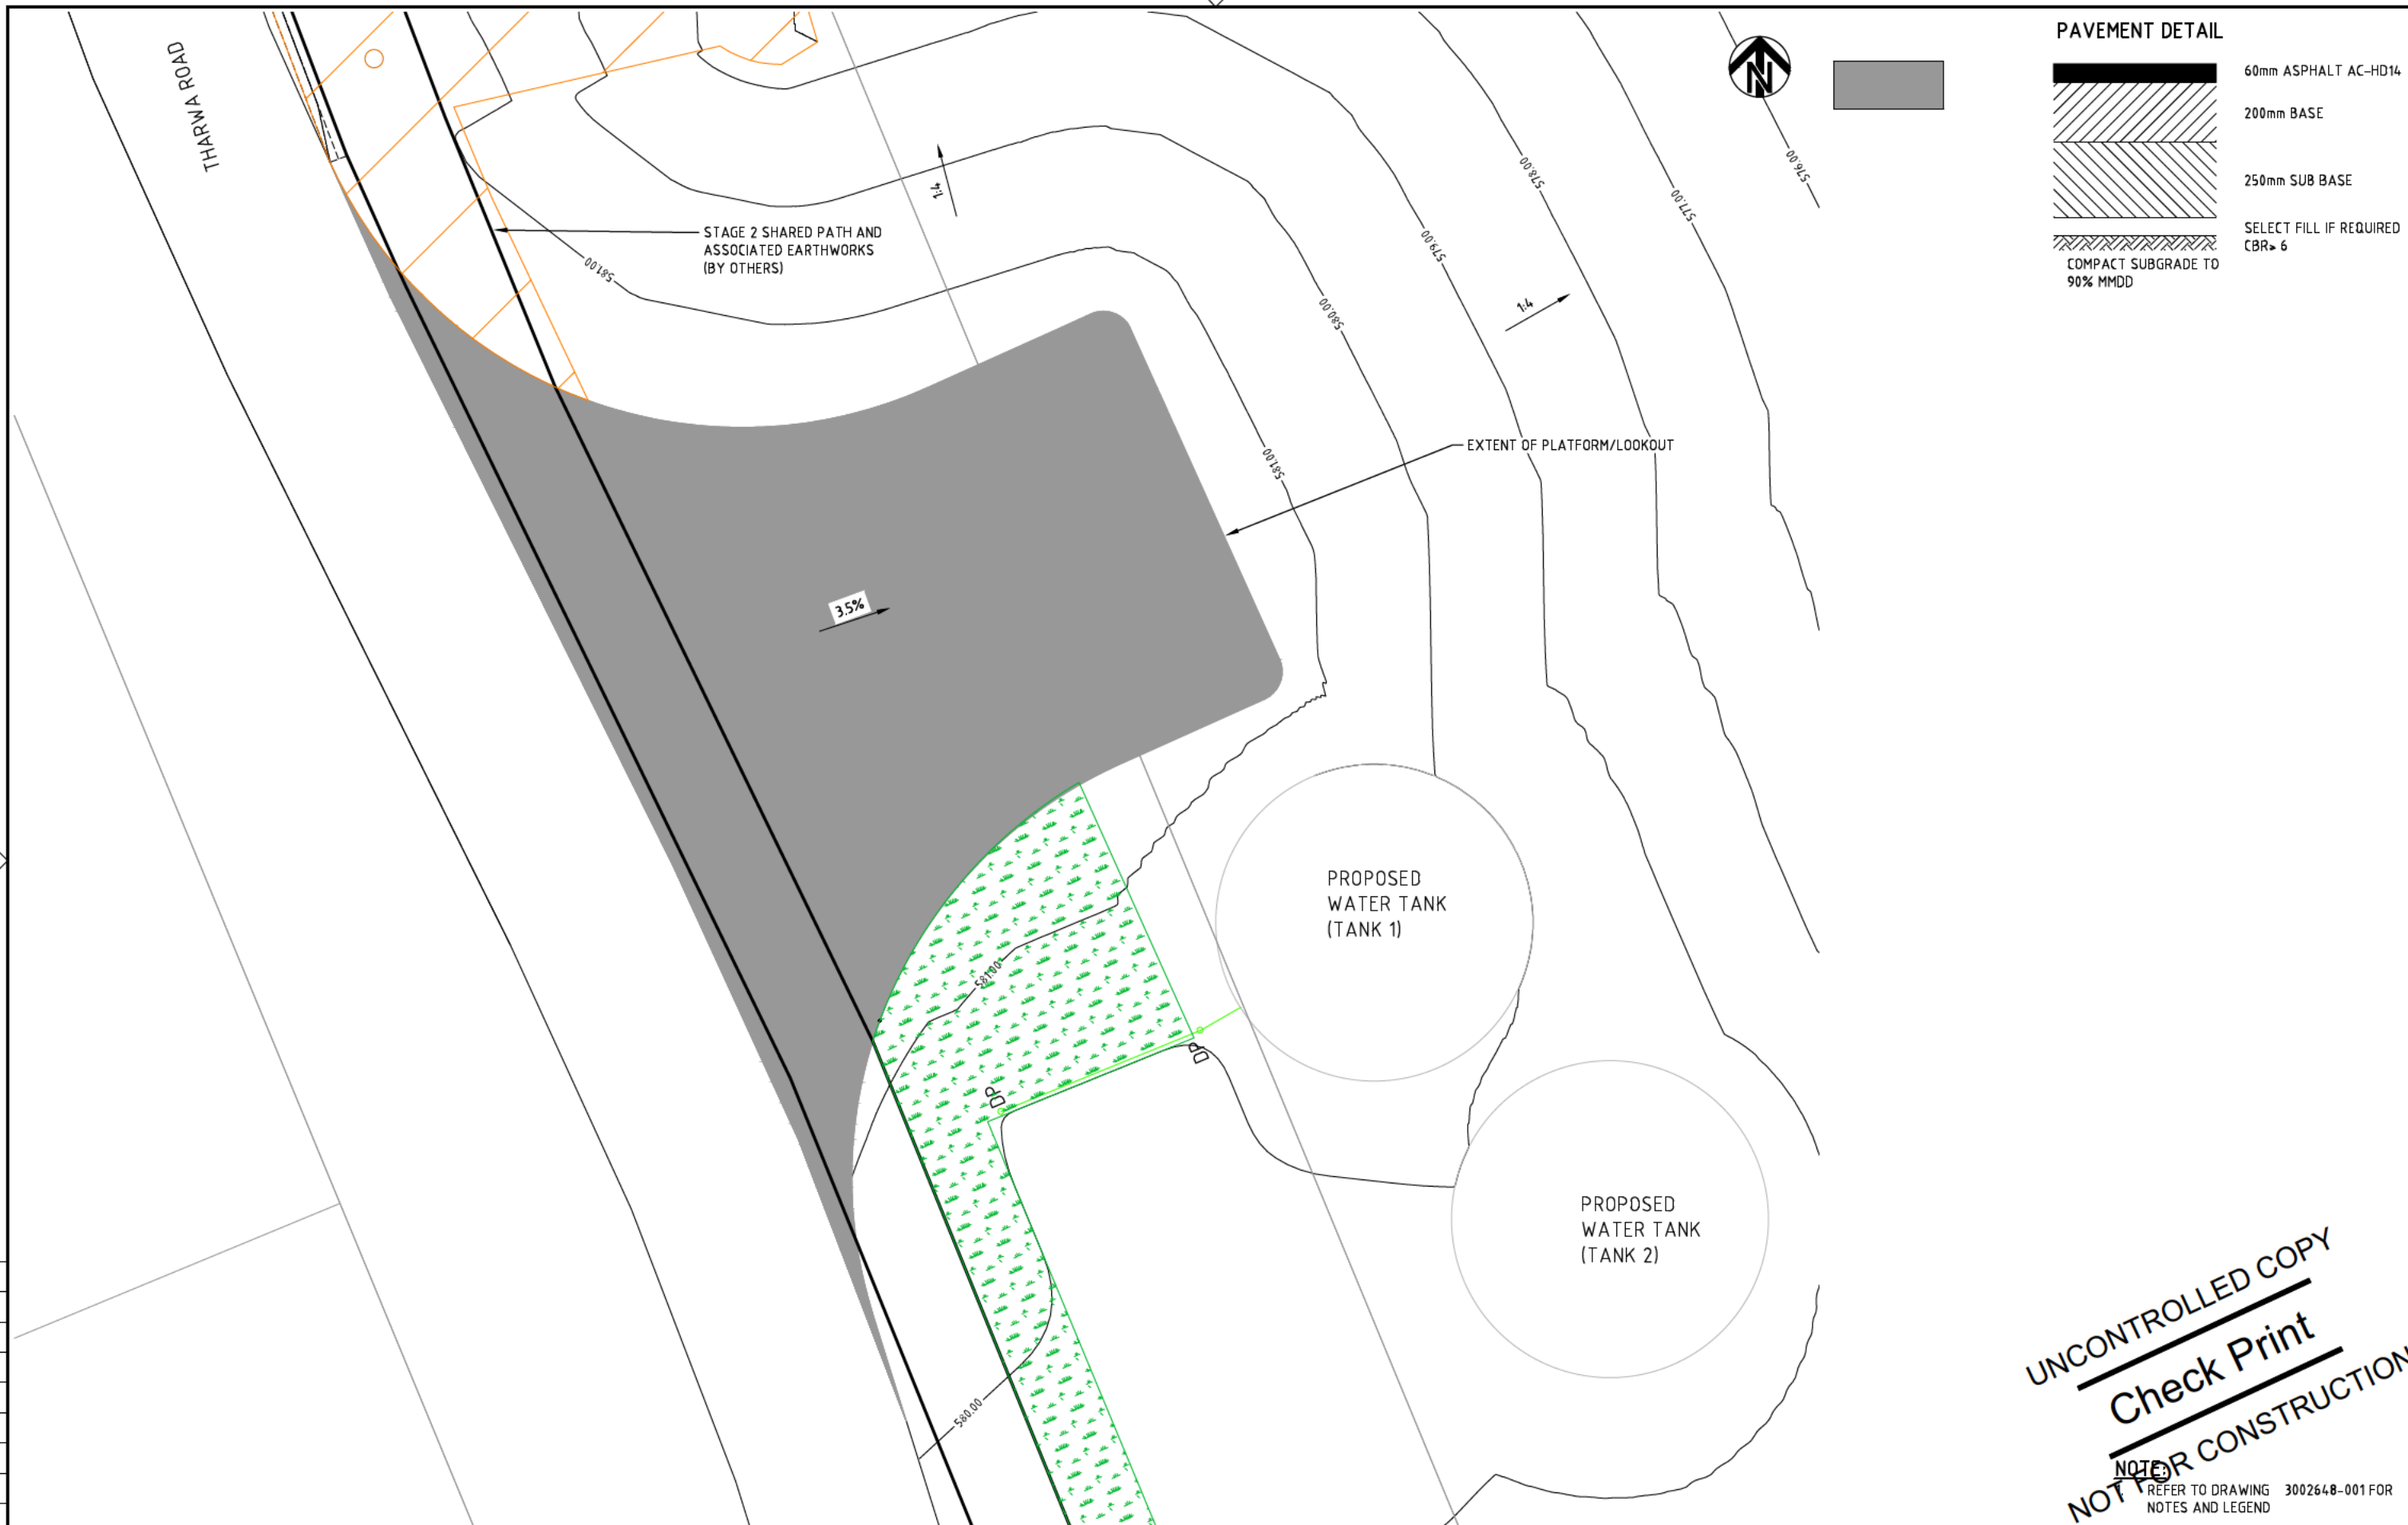 PAVEMENT DETAIL
60mm ASPHALT AC-HD14
200mm BASE
250mm SUB BASE
SELECT FILL IF REQUIRED
CBR≥ 6
COMPACT SUBGRADE TO
90% MMDD
N
THARWA ROAD
1:4
STAGE 2 SHARED PATH AND
ASSOCIATED EARTHWORKS
(BY OTHERS)
581.00
576.00
578.00
577.00
579.00
580.00
1:4
EXTENT OF PLATFORM/LOOKOUT
581.00
3.5%
PROPOSED
WATER TANK
(TANK 1)
581.00
DP
DP
PROPOSED
WATER TANK
(TANK 2)
580.00
UNCONTROLLED COPY
Check Print
NOT FOR CONSTRUCTION
NOTE:
1. REFER TO DRAWING 3002648-001 FOR
NOTES AND LEGEND